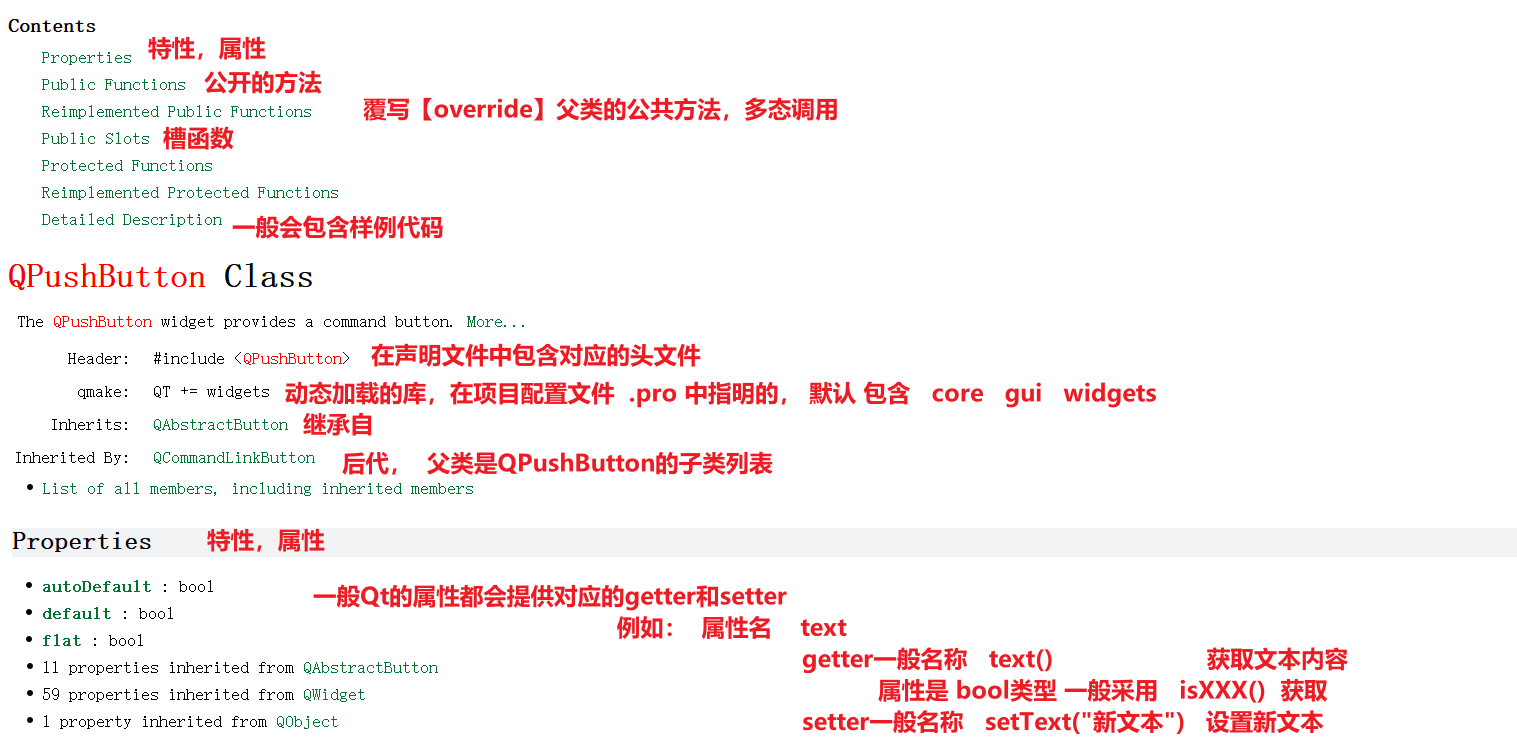 Contents
Properties 特性，属性
Public Functions 公开的方法
Reimplemented Public Functions 覆写【override】父类的公共方法，多态调用
Public Slots 槽函数
Protected Functions
Reimplemented Protected Functions
Detailed Description 一般会包含样例代码
QPushButton Class
The QPushButton widget provides a command button. More...
Header: #include <QPushButton> 在声明文件中包含对应的头文件
qmake: QT += widgets 动态加载的库，在项目配置文件 .pro 中指明的， 默认 包含 core gui widgets
Inherits: QAbstractButton 继承自
Inherited By: QCommandLinkButton 后代， 父类是QPushButton的子类列表
• List of all members, including inherited members
Properties 特性，属性
• autoDefault : bool 一般Qt的属性都会提供对应的getter和setter
• default : bool 例如： 属性名 text
• flat : bool
• 11 properties inherited from QAbstractButton getter一般名称 text() 获取文本内容
• 59 properties inherited from QWidget 属性是 bool类型 一般采用 isXXX() 获取
• 1 property inherited from QObject setter一般名称 setText("新文本") 设置新文本